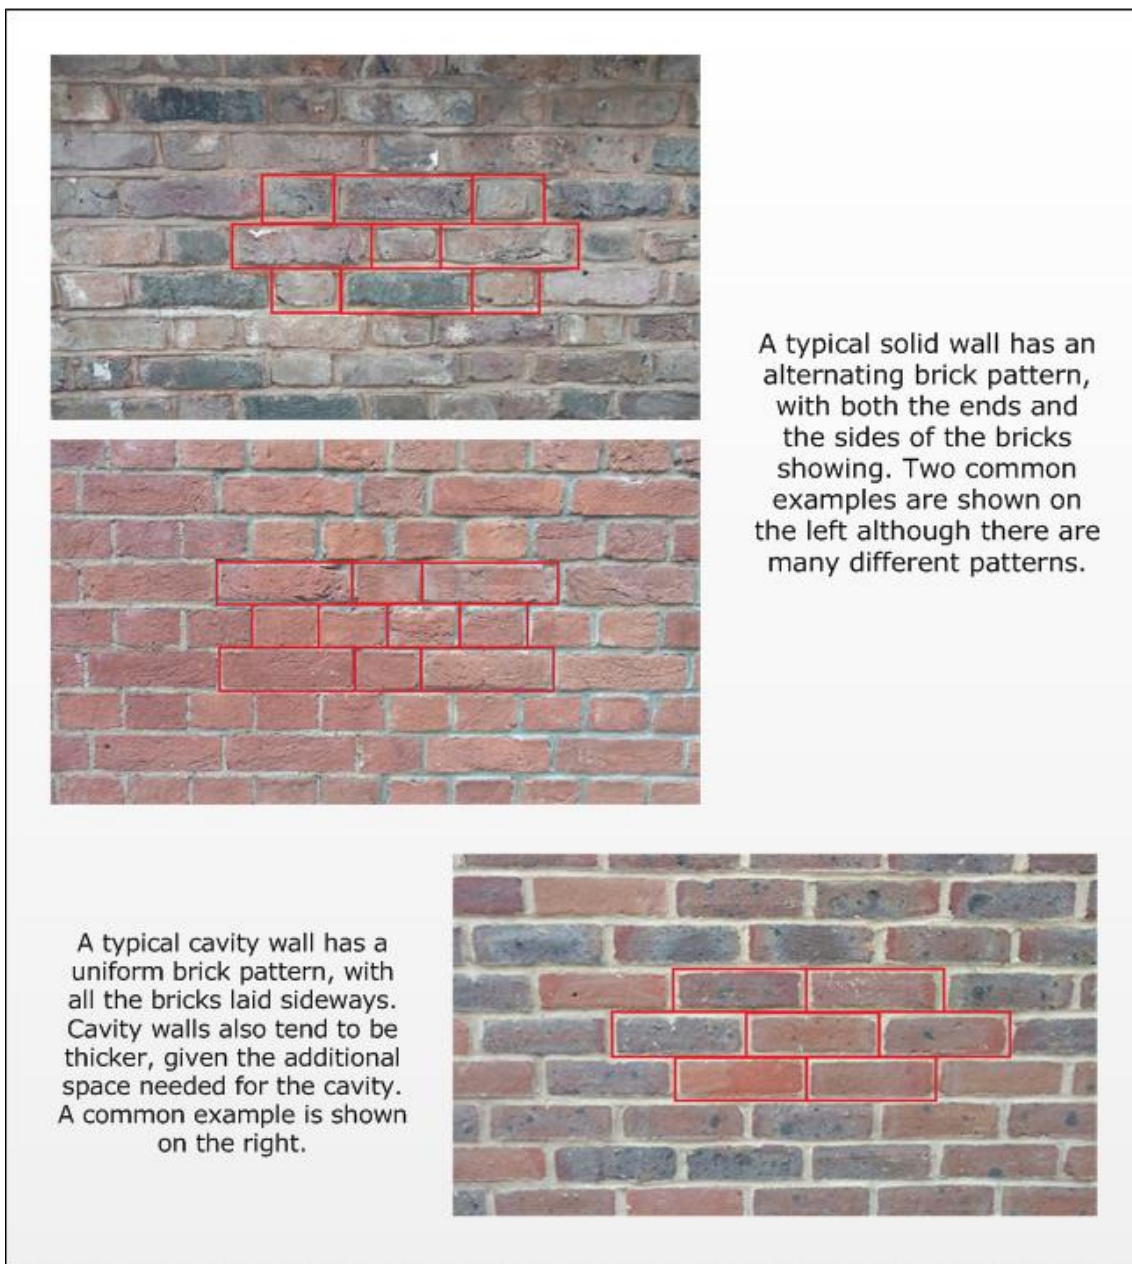 A typical solid wall has an
alternating brick pattern,
with both the ends and
the sides of the bricks
showing. Two common
examples are shown on
the left although there are
many different patterns.
A typical cavity wall has a
uniform brick pattern, with
all the bricks laid sideways.
Cavity walls also tend to be
thicker, given the additional
space needed for the cavity.
A common example is shown
on the right.